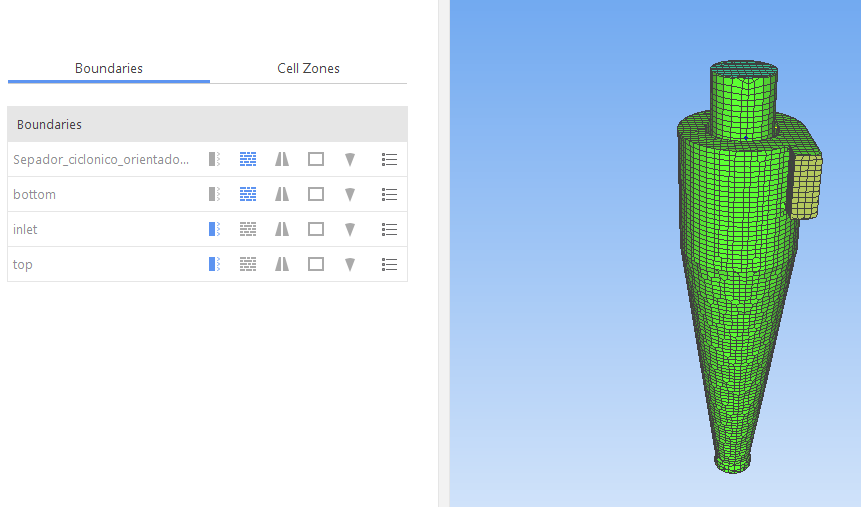 Boundaries Cell Zones
Boundaries
Sepador_ciclonico_orientado...
bottom
inlet
top